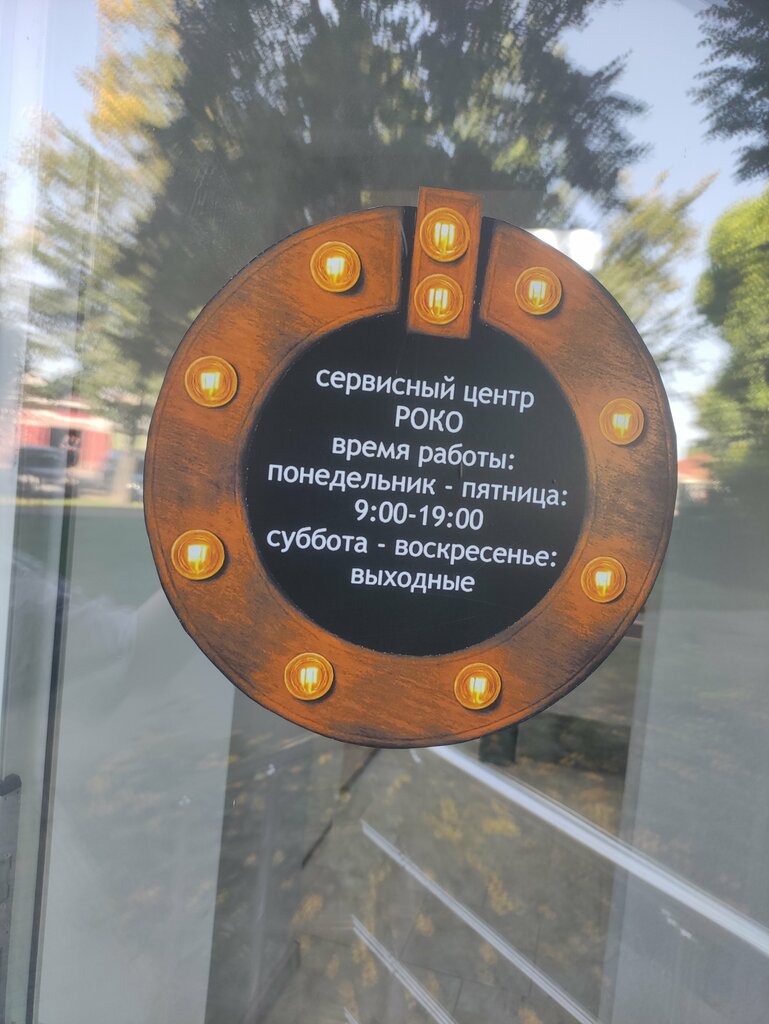 сервисный центр
РОКО
время работы:
понедельник - пятница:
9:00-19:00
суббота - воскресенье:
выходные